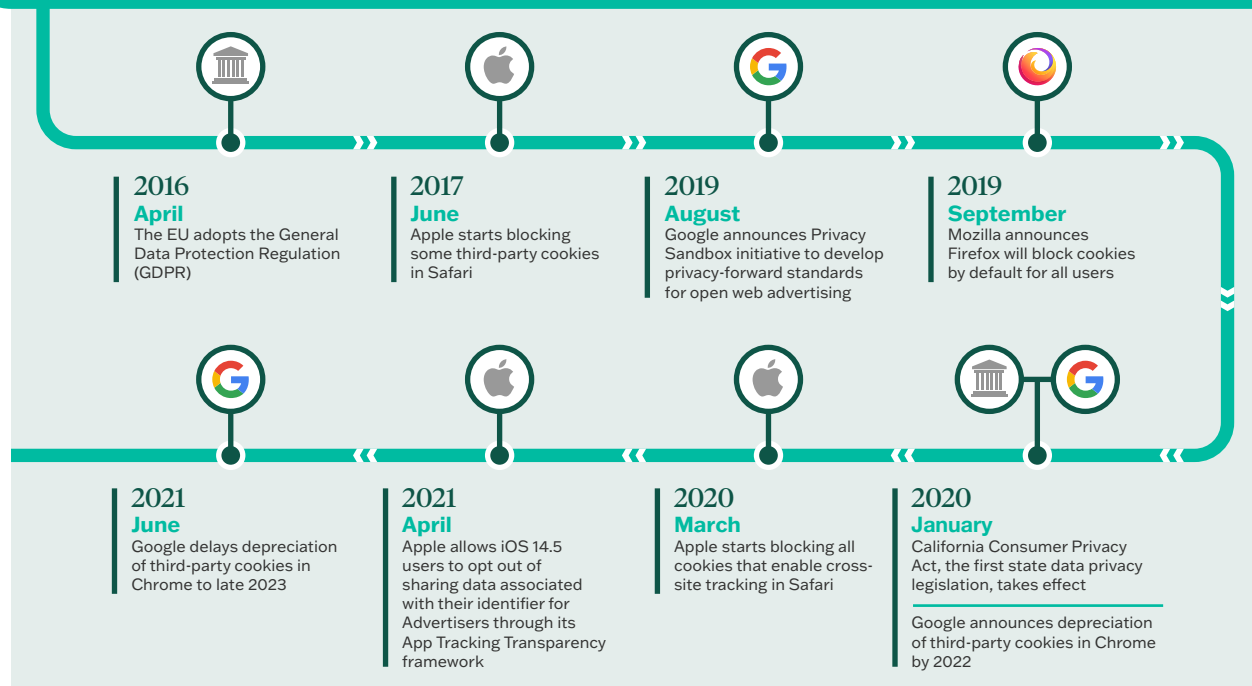 2016
April
The EU adopts the General
Data Protection Regulation
(GDPR)
2017
June
Apple starts blocking
some third-party cookies
in Safari
2019
August
Google announces Privacy
Sandbox initiative to develop
privacy-forward standards
for open web advertising
2019
September
Mozilla announces
Firefox will block cookies
by default for all users
2020
January
California Consumer Privacy
Act, the first state data privacy
legislation, takes effect
Google announces depreciation
of third-party cookies in Chrome
by 2022
2020
March
Apple starts blocking all
cookies that enable cross-
site tracking in Safari
2021
April
Apple allows iOS 14.5
users to opt out of
sharing data associated
with their identifier for
Advertisers through its
App Tracking Transparency
framework
2021
June
Google delays depreciation
of third-party cookies in
Chrome to late 2023